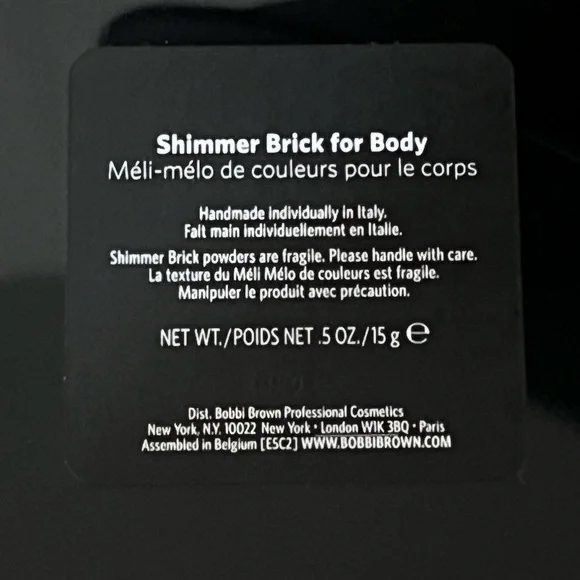 Shimmer Brick for Body
Méli-mélo de couleurs pour le corps
Handmade individually in Italy.
Fait main individuellement en Italie.
Shimmer Brick powders are fragile. Please handle with care.
La texture du Méli Mélo de couleurs est fragile.
Manipuler le produit avec précaution.
NET WT./POIDS NET .5 OZ./15 g ℮
Dist. Bobbi Brown Professional Cosmetics
New York, N.Y. 10022 New York • London W1K 3BQ • Paris
Assembled in Belgium [E5C2] WWW.BOBBIBROWN.COM